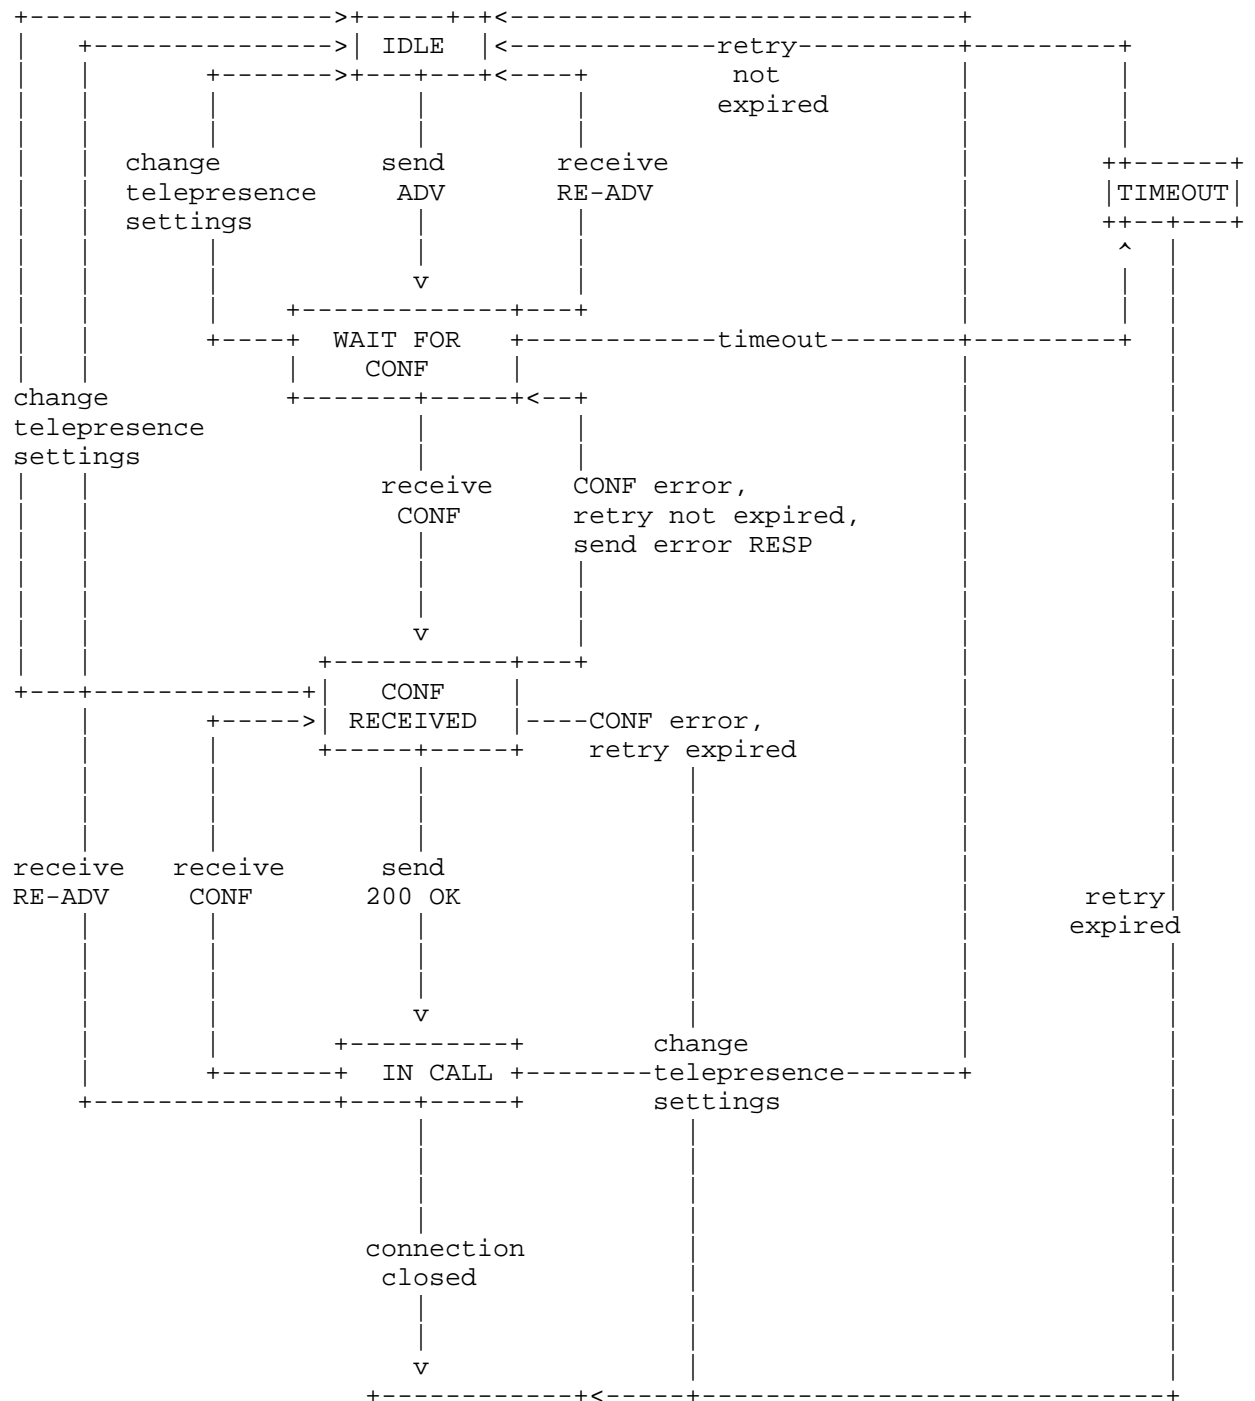 IDLE
retry
not
expired
change
telepresence
settings
send
ADV
receive
RE-ADV
TIMEOUT
WAIT FOR
CONF
timeout
change
telepresence
settings
receive
CONF
CONF error,
retry not expired,
send error RESP
CONF
RECEIVED
CONF error,
retry expired
receive
RE-ADV
receive
CONF
send
200 OK
retry
expired
IN CALL
change
telepresence
settings
connection
closed